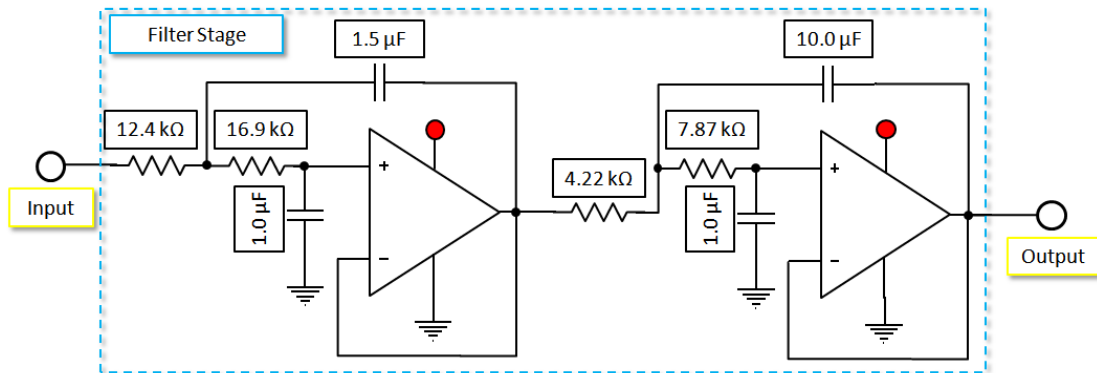 Filter Stage
1.5 µF
10.0 µF
12.4 kΩ
16.9 kΩ
7.87 kΩ
+
+
4.22 kΩ
Input
1.0 µF
1.0 µF
−
−
Output